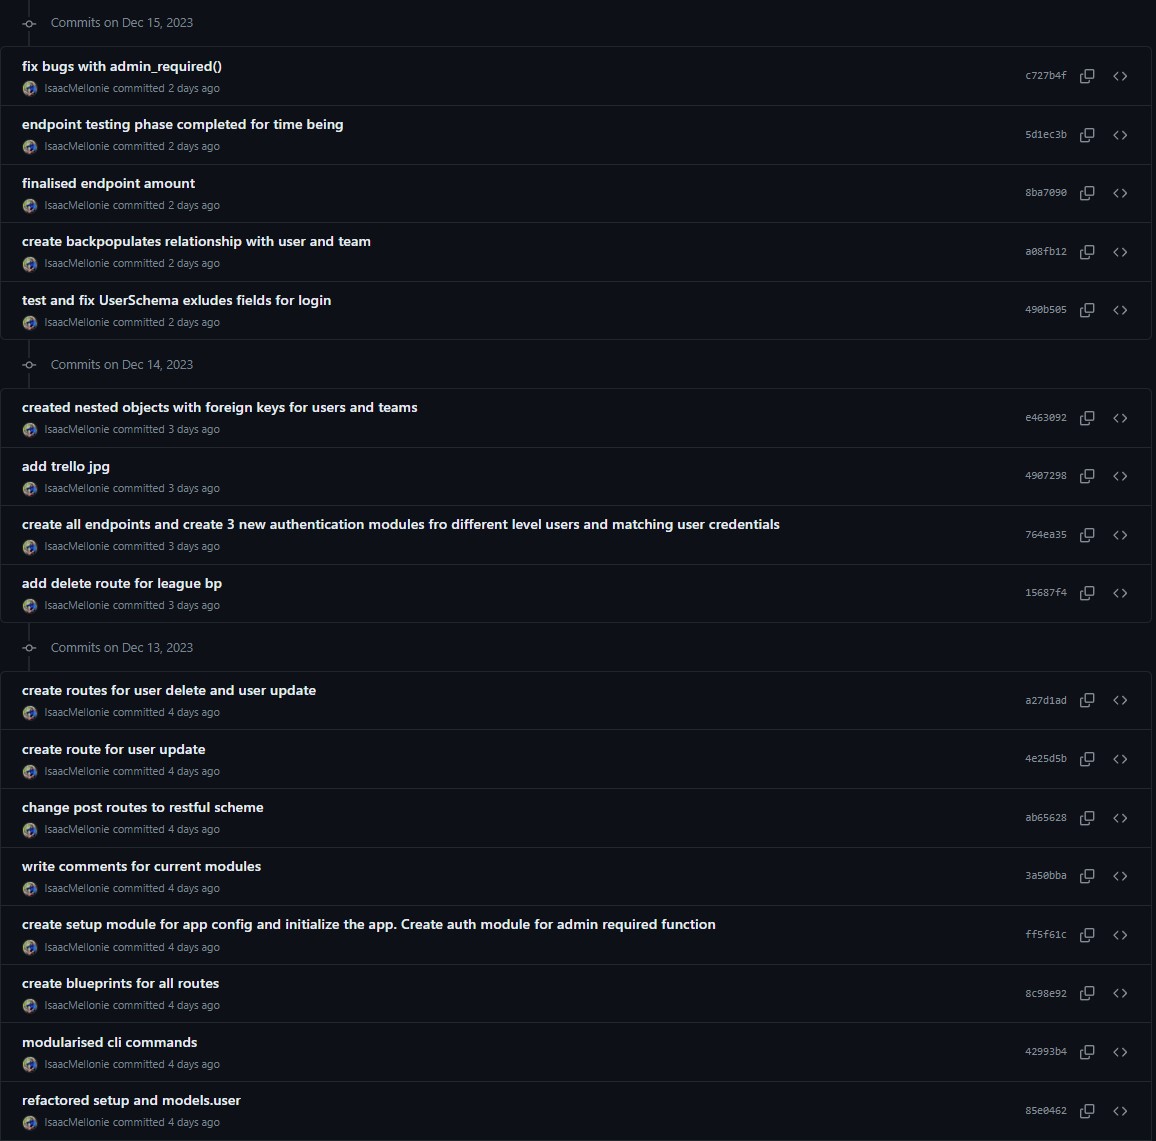 Commits on Dec 15, 2023
fix bugs with admin_required()
IsaacMellonie committed 2 days ago
c727b4f
endpoint testing phase completed for time being
IsaacMellonie committed 2 days ago
5d1ec3b
finalised endpoint amount
IsaacMellonie committed 2 days ago
8ba7090
create backpopulates relationship with user and team
IsaacMellonie committed 2 days ago
a08fb12
test and fix UserSchema exludes fields for login
IsaacMellonie committed 2 days ago
490b505
Commits on Dec 14, 2023
created nested objects with foreign keys for users and teams
IsaacMellonie committed 3 days ago
e463092
add trello jpg
IsaacMellonie committed 3 days ago
4907298
create all endpoints and create 3 new authentication modules fro different level users and matching user credentials
IsaacMellonie committed 3 days ago
764ea35
add delete route for league bp
IsaacMellonie committed 3 days ago
15687f4
Commits on Dec 13, 2023
create routes for user delete and user update
IsaacMellonie committed 4 days ago
a27d1ad
create route for user update
IsaacMellonie committed 4 days ago
4e25d5b
change post routes to restful scheme
IsaacMellonie committed 4 days ago
ab65628
write comments for current modules
IsaacMellonie committed 4 days ago
3a50bba
create setup module for app config and initialize the app. Create auth module for admin required function
IsaacMellonie committed 4 days ago
ff5f61c
create blueprints for all routes
IsaacMellonie committed 4 days ago
8c98e92
modularised cli commands
IsaacMellonie committed 4 days ago
42993b4
refactored setup and models.user
IsaacMellonie committed 4 days ago
85e0462